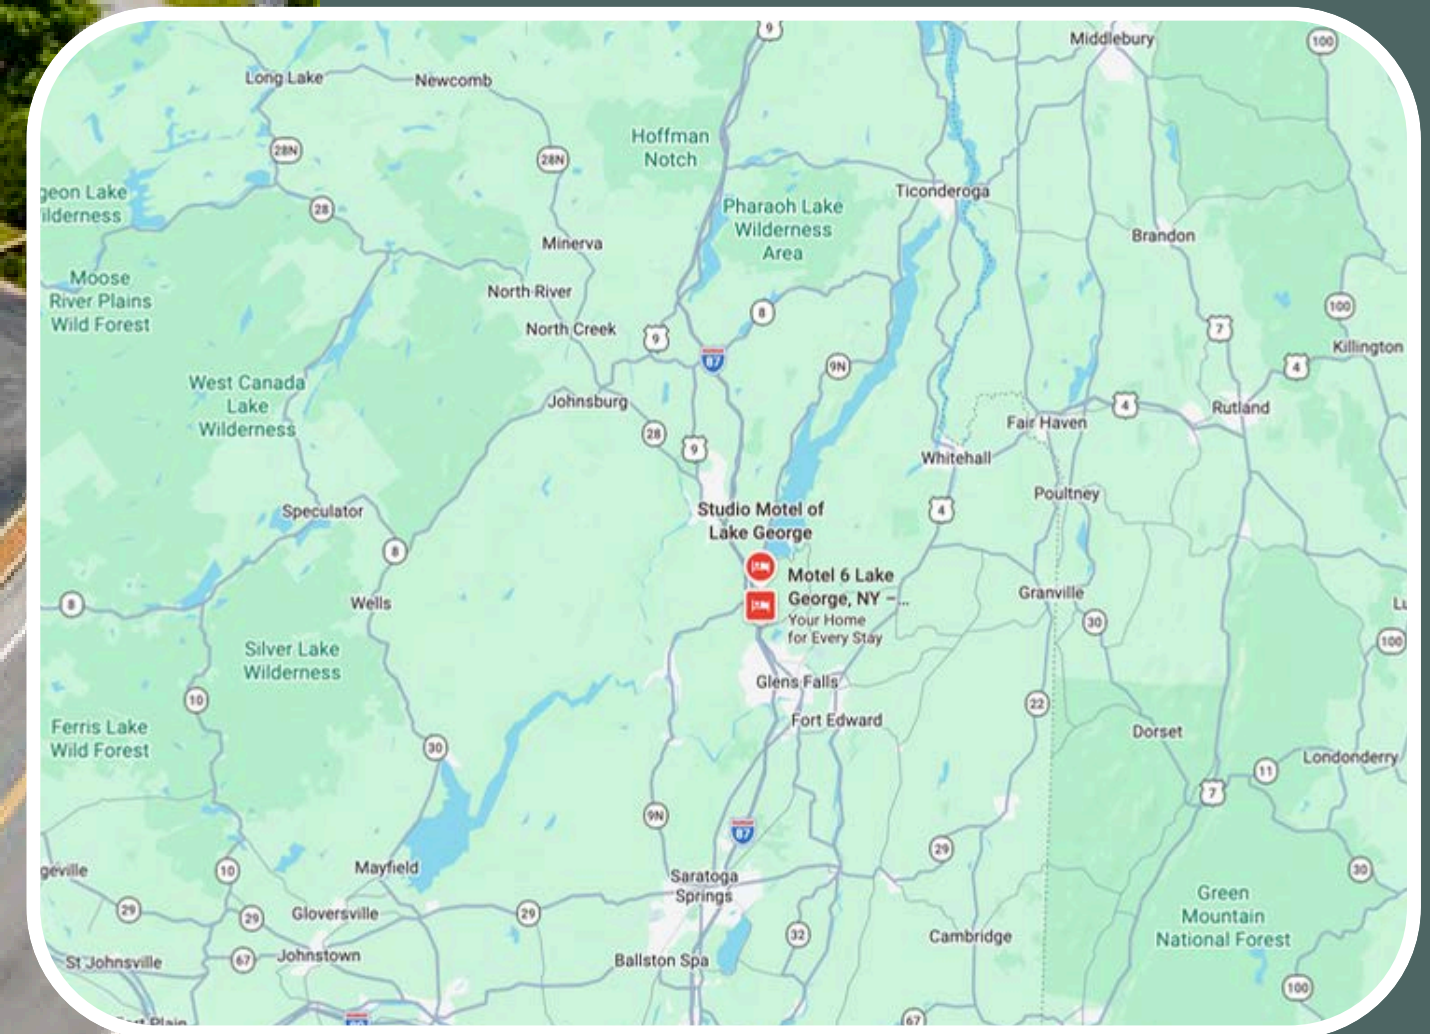 9
Middlebury
100
Long Lake
Newcomb
Hoffman
Notch
28N
28N
geon Lake
ilderness
28
Ticonderoga
Pharaoh Lake
Wilderness
Area
Brandon
Minerva
Moose
River Plains
Wild Forest
North River
8
100
North Creek
9
7
87
9N
Killington
4
West Canada
Lake
Wilderness
Johnsburg
4
Rutland
Fair Haven
28
9
Whitehall
Poultney
Studio Motel of
Lake George
4
Speculator
8
Motel 6 Lake
George, NY –...
Your Home
for Every Stay
8
Wells
Granville
Lu
30
100
Silver Lake
Wilderness
Glens Falls
10
22
Fort Edward
Ferris Lake
Wild Forest
30
Dorset
Londonderry
11
7
9N
87
29
geville
10
Mayfield
30
Saratoga
Springs
29
29
Gloversville
29
Green
Mountain
National Forest
32
Cambridge
St Johnsville
67
Johnstown
Ballston Spa
100
67